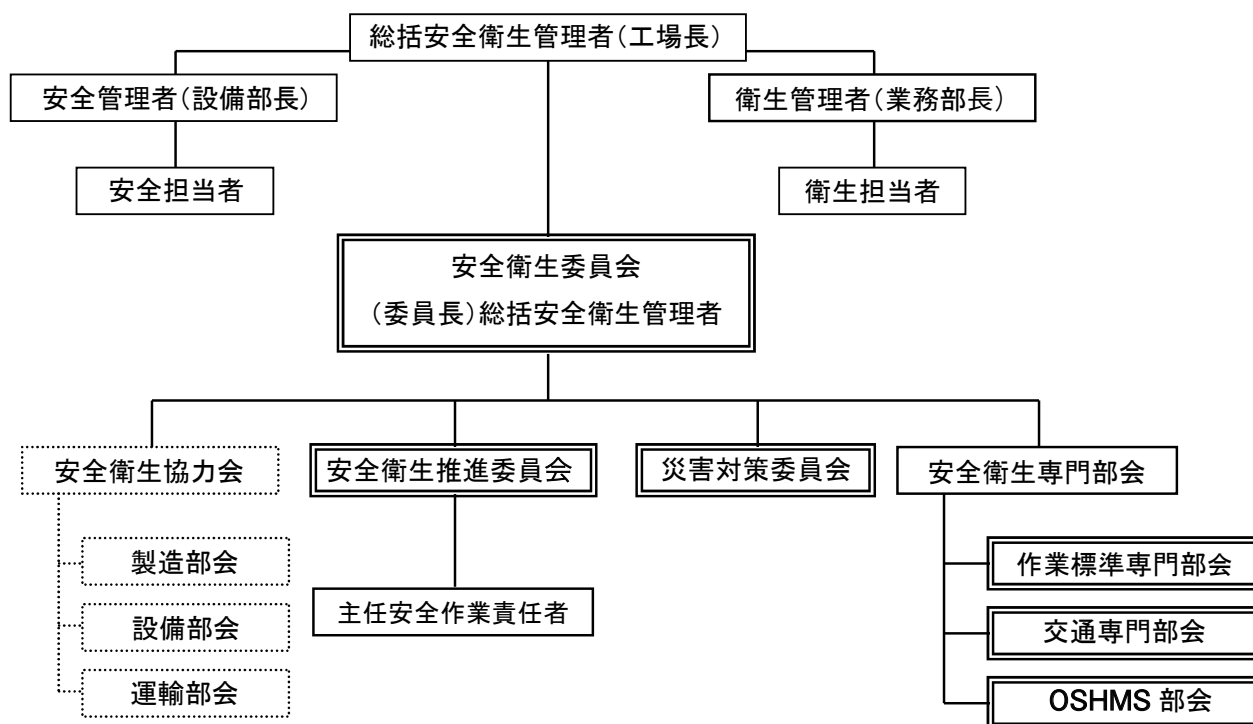 総括安全衛生管理者(工場長)
安全管理者(設備部長)
衛生管理者(業務部長)
安全担当者
衛生担当者
安全衛生委員会
(委員長)総括安全衛生管理者
安全衛生協力会
安全衛生推進委員会
災害対策委員会
安全衛生専門部会
製造部会
設備部会
運輸部会
主任安全作業責任者
作業標準専門部会
交通専門部会
OSHMS 部会